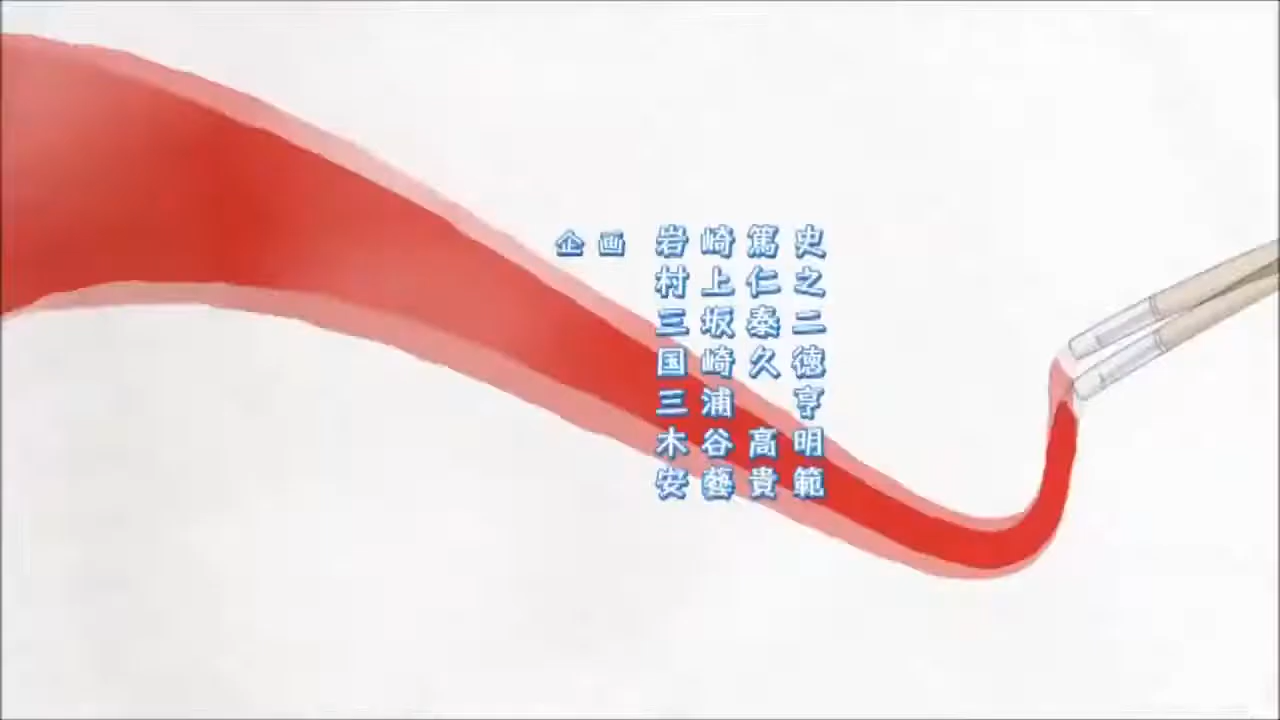 企画 岩崎篤史
村上仁之
三坂泰二
国崎久徳
三浦 亨
木谷高明
安藝貴範